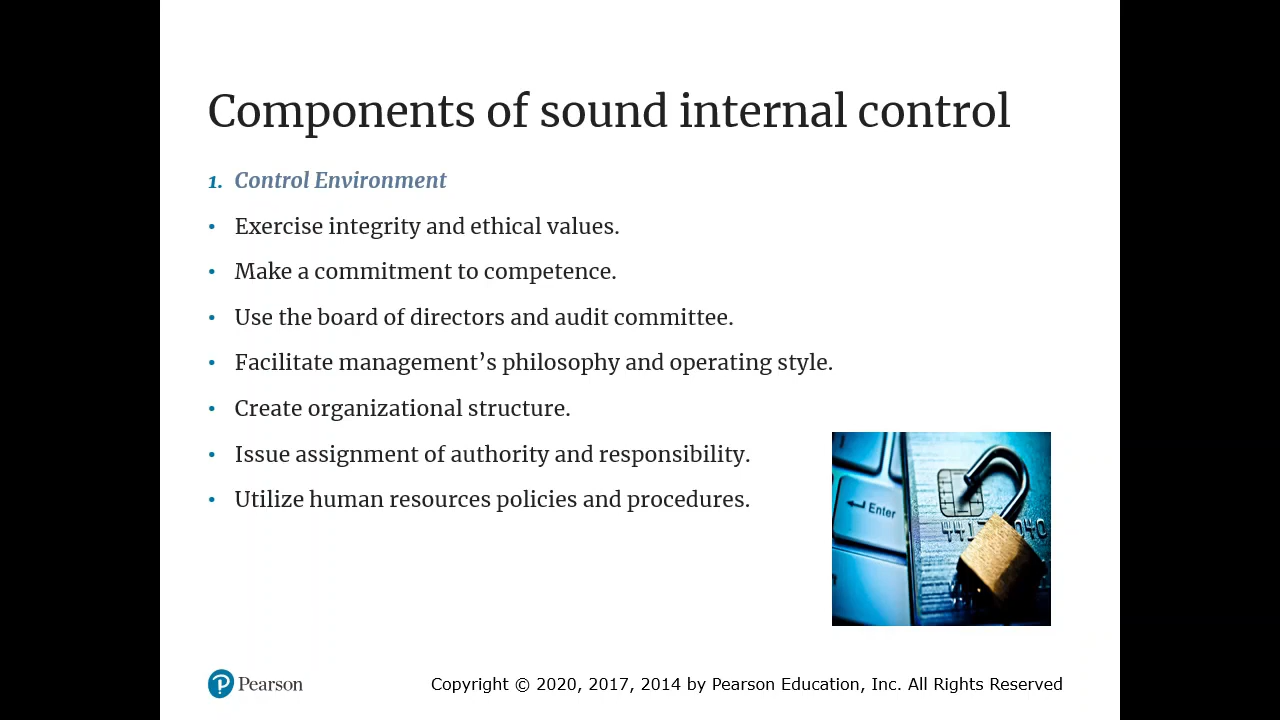 Components of sound internal control
1. Control Environment
• Exercise integrity and ethical values.
• Make a commitment to competence.
• Use the board of directors and audit committee.
• Facilitate management’s philosophy and operating style.
• Create organizational structure.
• Issue assignment of authority and responsibility.
• Utilize human resources policies and procedures.
Enter
Pearson
Copyright © 2020, 2017, 2014 by Pearson Education, Inc. All Rights Reserved